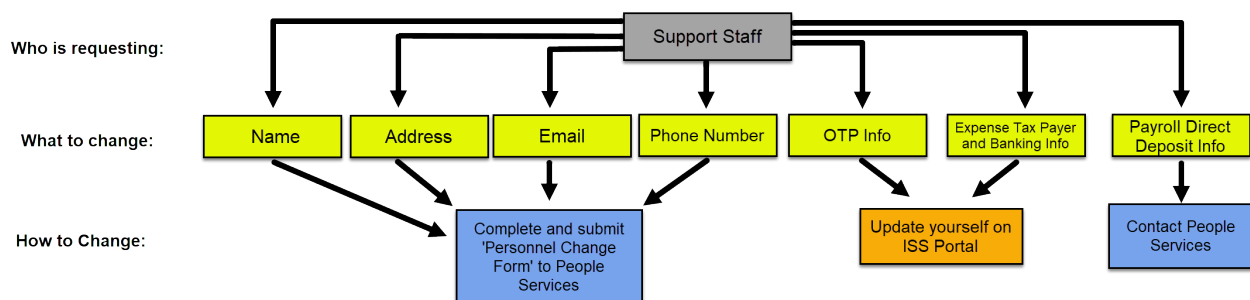 Who is requesting:
Support Staff
What to change:
Name
Address
Email
Phone Number
OTP Info
Expense Tax Payer
and Banking Info
Payroll Direct
Deposit Info
How to Change:
Complete and submit
'Personnel Change
Form' to People
Services
Update yourself on
ISS Portal
Contact People
Services